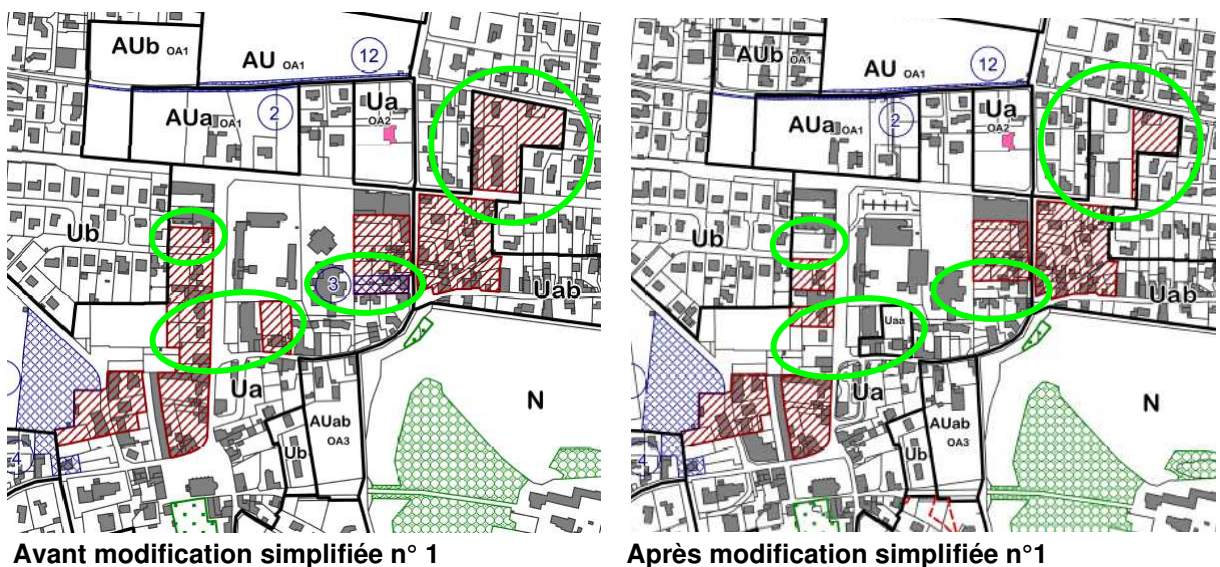 AUb OA1
AU OA1
12
AUa OA1
2
Ua
OA2
Ub
3
Uab
Ua
N
AUab
OA3
Ub
4
Avant modification simplifiée n° 1
AUb OA1
AU OA1
12
AUa OA1
2
Ua
OA2
Ub
Uab
Uaa
Ua
N
AUab
OA3
Ub
4
Après modification simplifiée n°1